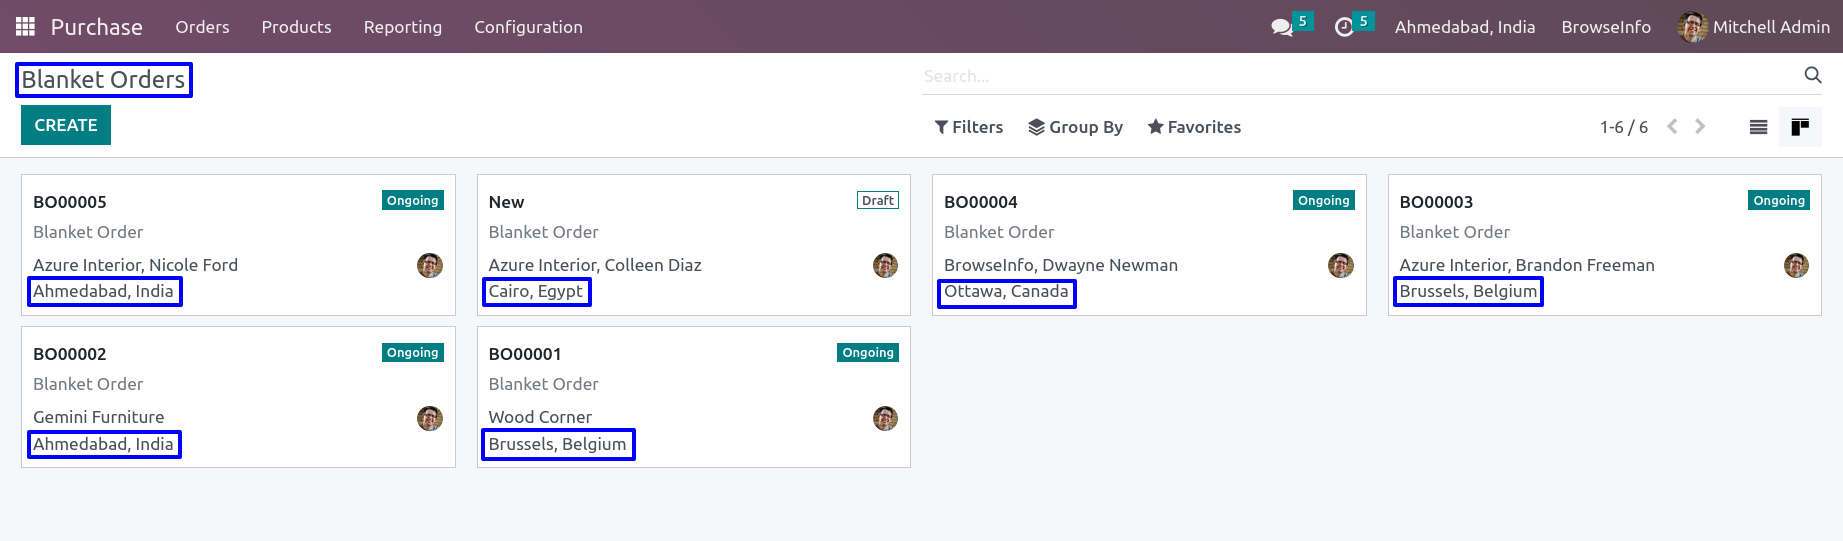 Purchase Orders Products Reporting Configuration 5 5 Ahmedabad, India BrowseInfo Mitchell Admin
Blanket Orders
Search...
CREATE
Filters Group By Favorites 1-6 / 6
BO00005 Ongoing
Blanket Order
Azure Interior, Nicole Ford
Ahmedabad, India
New Draft
Blanket Order
Azure Interior, Colleen Diaz
Cairo, Egypt
BO00004 Ongoing
Blanket Order
BrowseInfo, Dwayne Newman
Ottawa, Canada
BO00003 Ongoing
Blanket Order
Azure Interior, Brandon Freeman
Brussels, Belgium
BO00002 Ongoing
Blanket Order
Gemini Furniture
Ahmedabad, India
BO00001 Ongoing
Blanket Order
Wood Corner
Brussels, Belgium